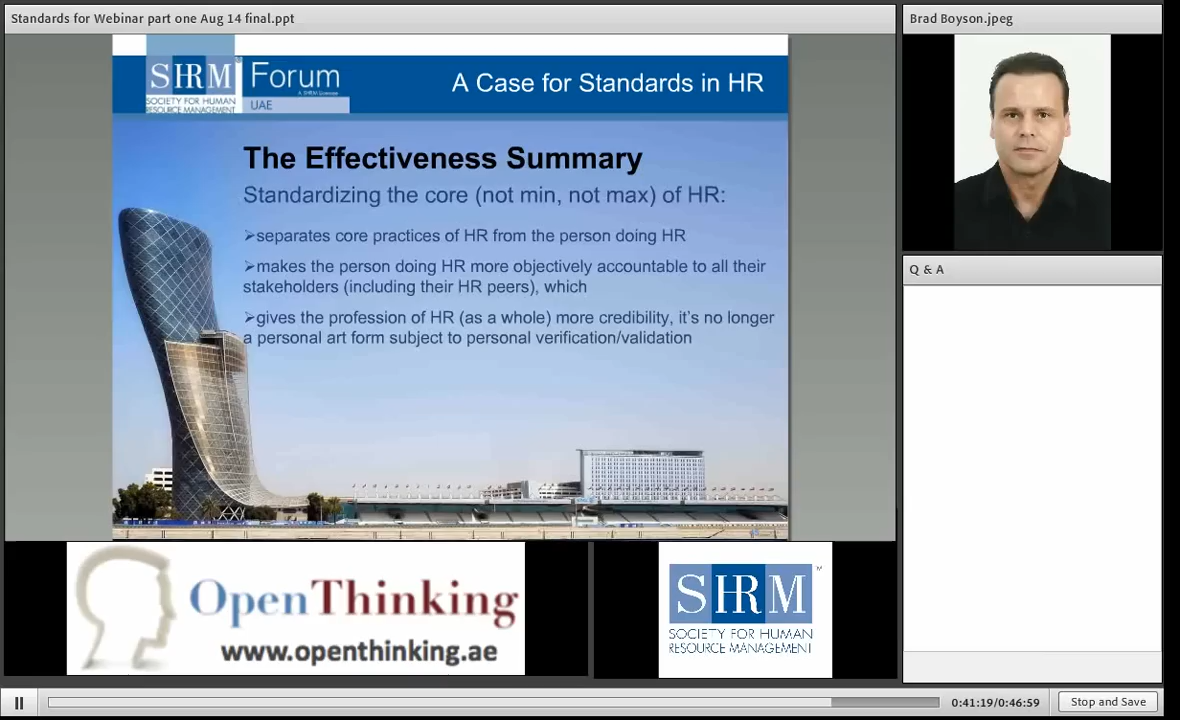 Standards for Webinar part one Aug 14 final.ppt
SHRM
SOCIETY FOR HUMAN
RESOURCE MANAGEMENT
Forum
A SHRM Licensee
UAE
A Case for Standards in HR
The Effectiveness Summary
Standardizing the core (not min, not max) of HR:
➢separates core practices of HR from the person doing HR
➢makes the person doing HR more objectively accountable to all their
stakeholders (including their HR peers), which
➢gives the profession of HR (as a whole) more credibility, it's no longer
a personal art form subject to personal verification/validation
OpenThinking
www.openthinking.ae
SHRM™
SOCIETY FOR HUMAN
RESOURCE MANAGEMENT
Brad Boyson.jpeg
Q & A
0:41:19/0:46:59
Stop and Save